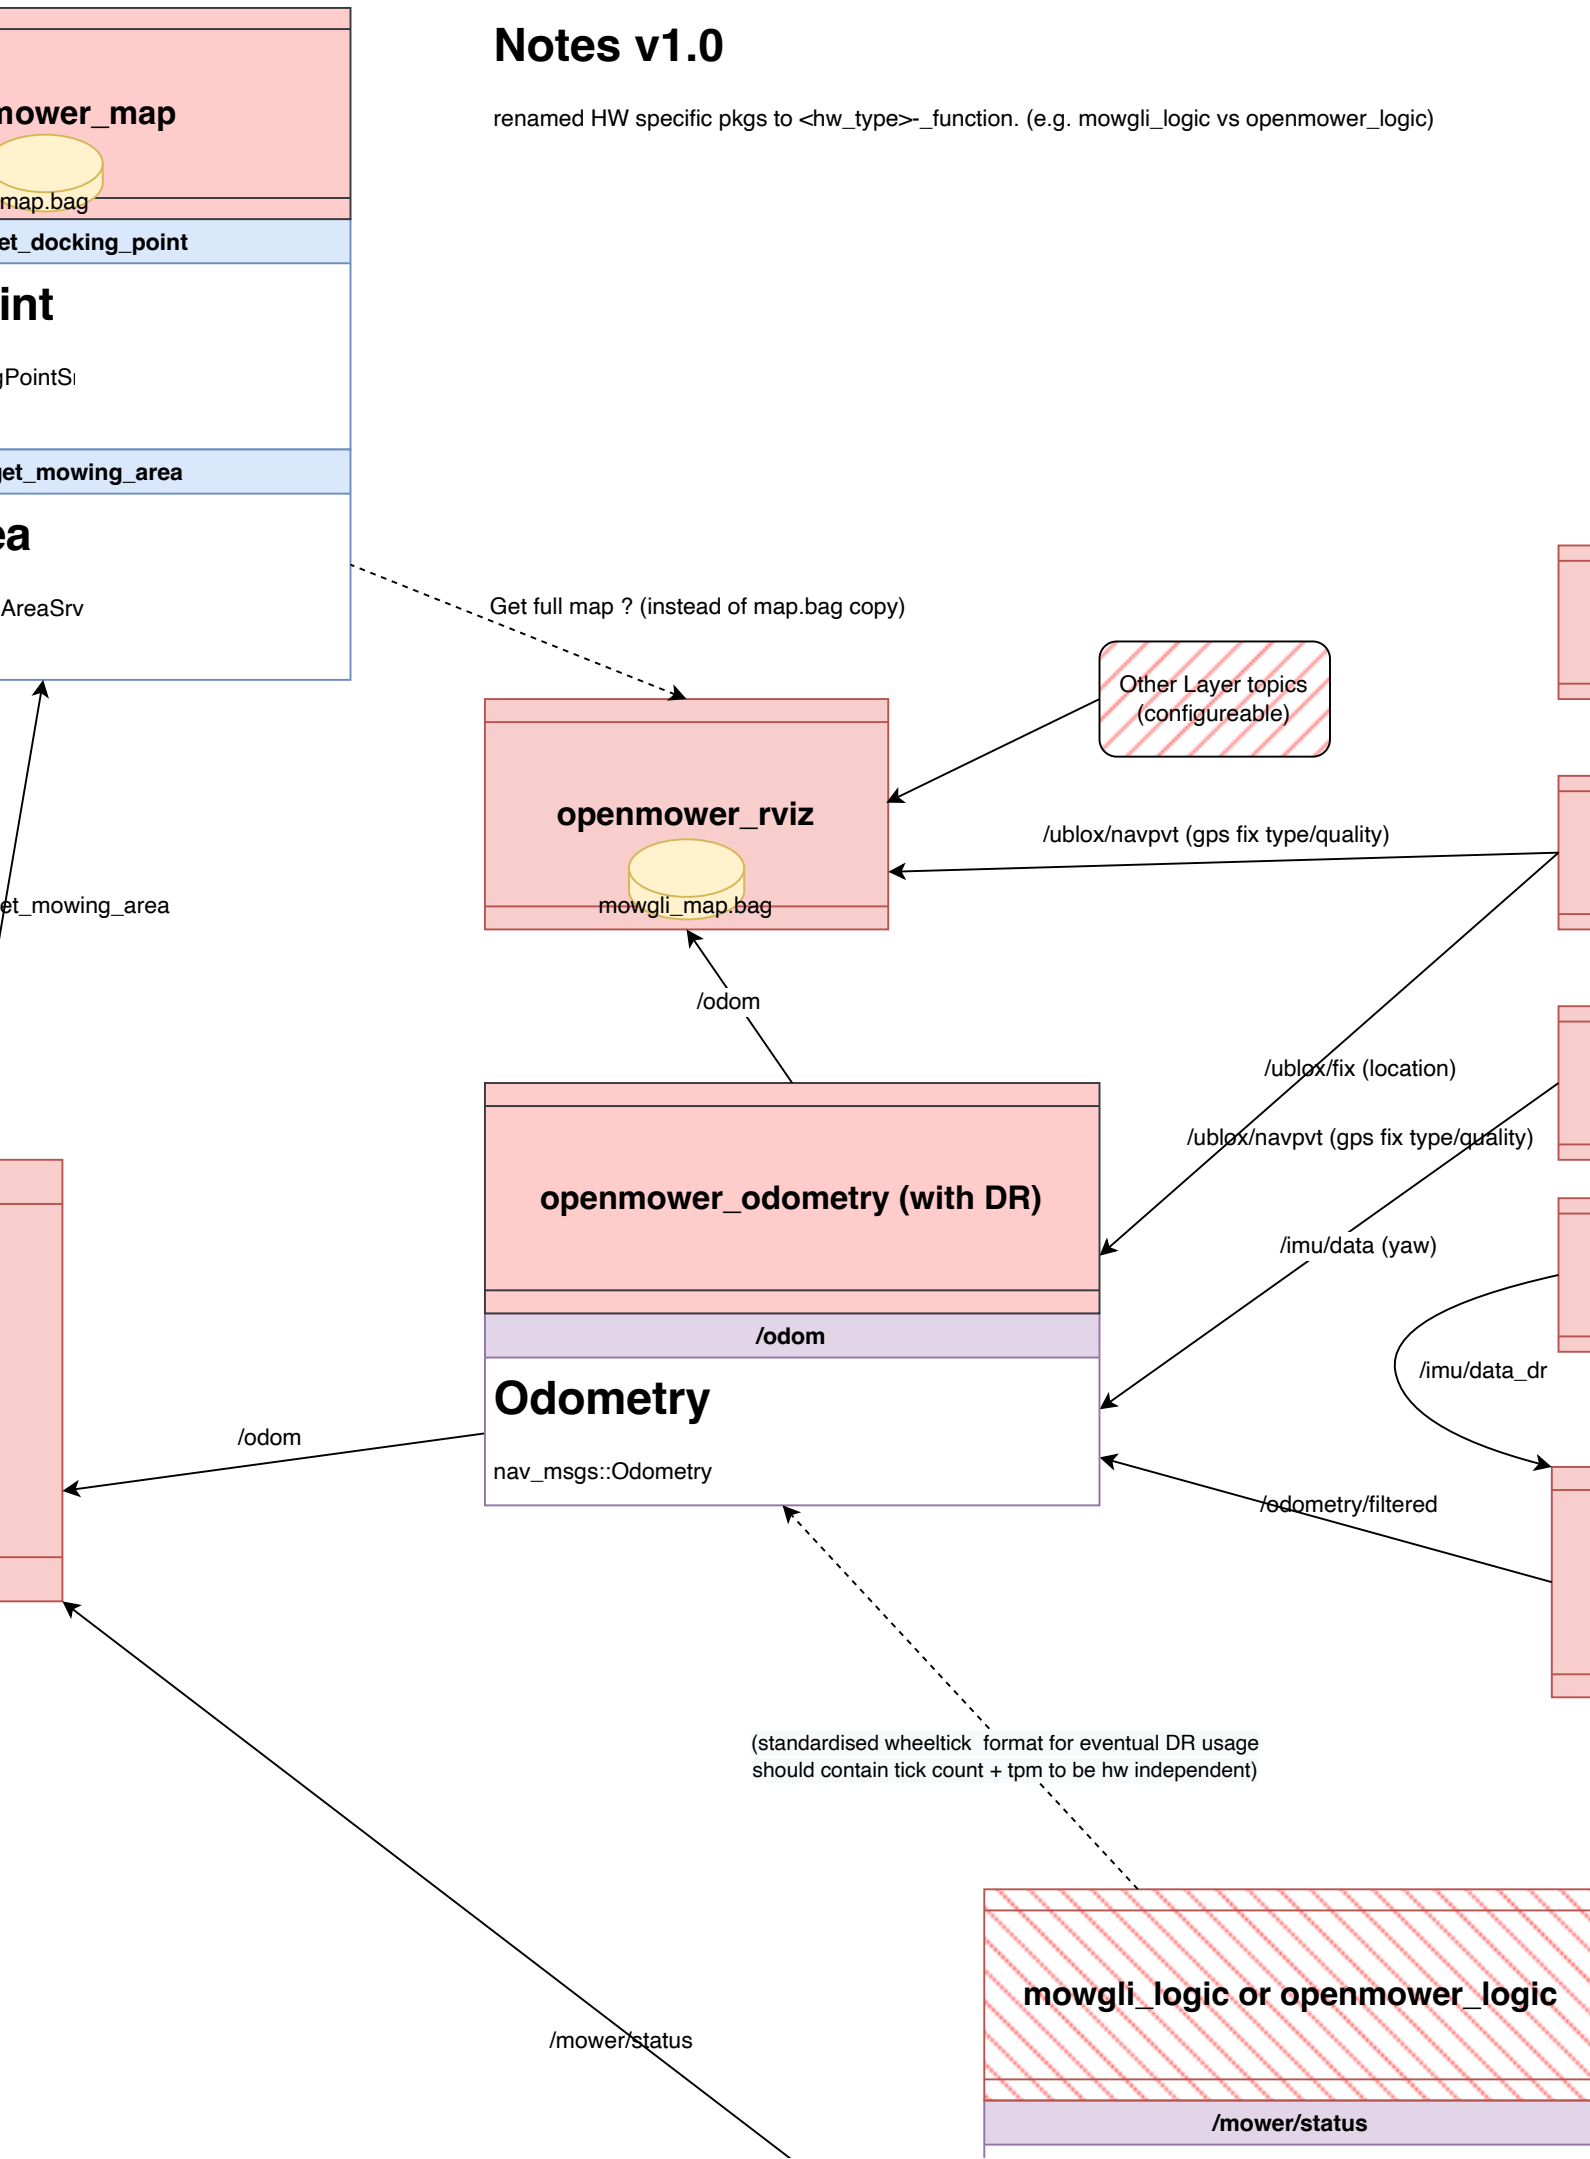 Notes v1.0
renamed HW specific pkgs to <hw_type>-_function. (e.g. mowgli_logic vs openmower_logic)
mower_map
map.bag
et_docking_point
int
gPointS
get_mowing_area
ea
AreaSrv
Get full map ? (instead of map.bag copy)
Other Layer topics
(configureable)
openmower_rviz
mowgli_map.bag
/ublox/navpvt (gps fix type/quality)
et_mowing_area
/odom
/ublox/fix (location)
/ublox/navpvt (gps fix type/quality)
openmower_odometry (with DR)
/imu/data (yaw)
/odom
/imu/data_dr
Odometry
nav_msgs::Odometry
/odom
/odometry/filtered
(standardised wheeltick  format for eventual DR usage
should contain tick count + tpm to be hw independent)
mowgli_logic or openmower_logic
/mower/status
/mower/status